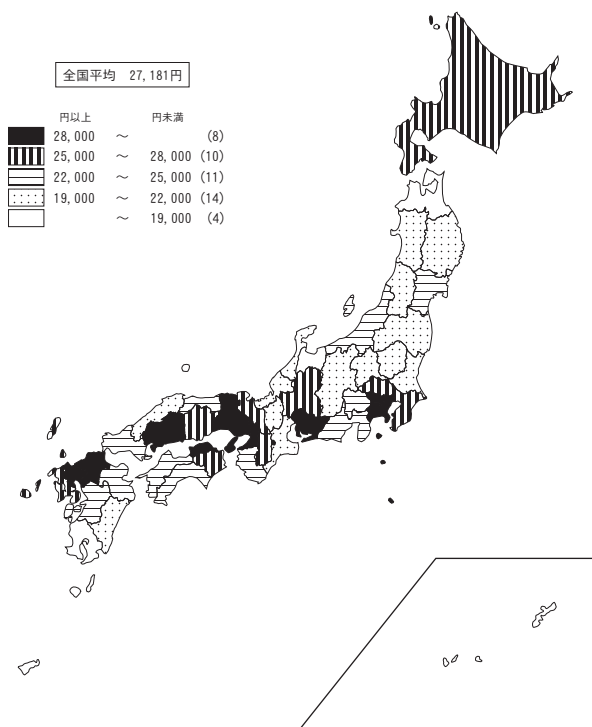 全国平均 27,181円
円以上 円未満
28,000 ～ (8)
25,000 ～ 28,000 (10)
22,000 ～ 25,000 (11)
19,000 ～ 22,000 (14)
～ 19,000 (4)